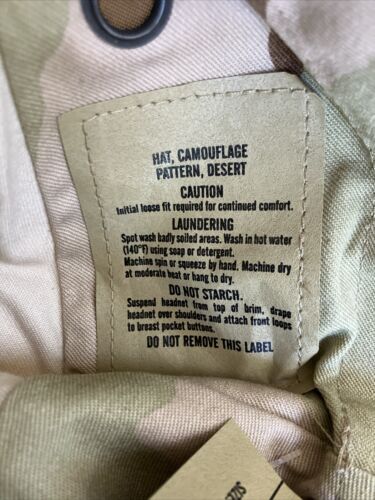 HAT, CAMOUFLAGE
PATTERN, DESERT
CAUTION
Initial loose fit required for continued comfort.
LAUNDERING
Spot wash badly soiled areas. Wash in hot water
(140°F) using soap or detergent.
Machine spin or squeeze by hand. Machine dry
at moderate heat or hang to dry.
DO NOT STARCH.
Suspend headnet from top of brim, drape
headnet over shoulders and attach front loops
to breast pocket buttons.
DO NOT REMOVE THIS LABEL